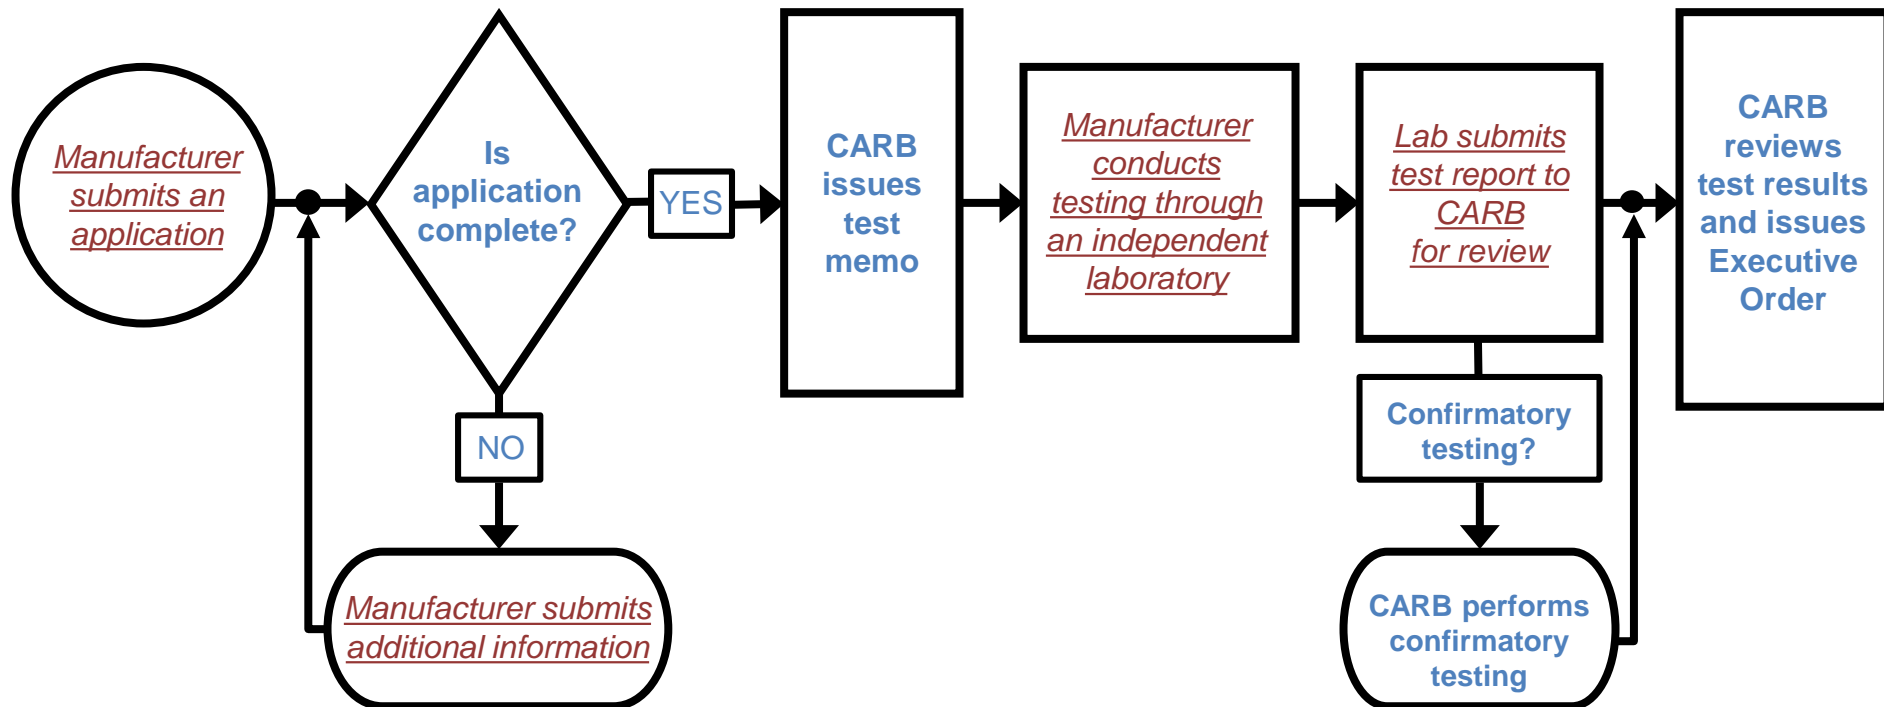 Manufacturer
submits an
application
Is
application
complete?
YES
NO
Manufacturer submits
additional information
CARB
issues
test
memo
Manufacturer
conducts
testing through
an independent
laboratory
Lab submits
test report to
CARB
for review
Confirmatory
testing?
CARB performs
confirmatory
testing
CARB
reviews
test results
and issues
Executive
Order